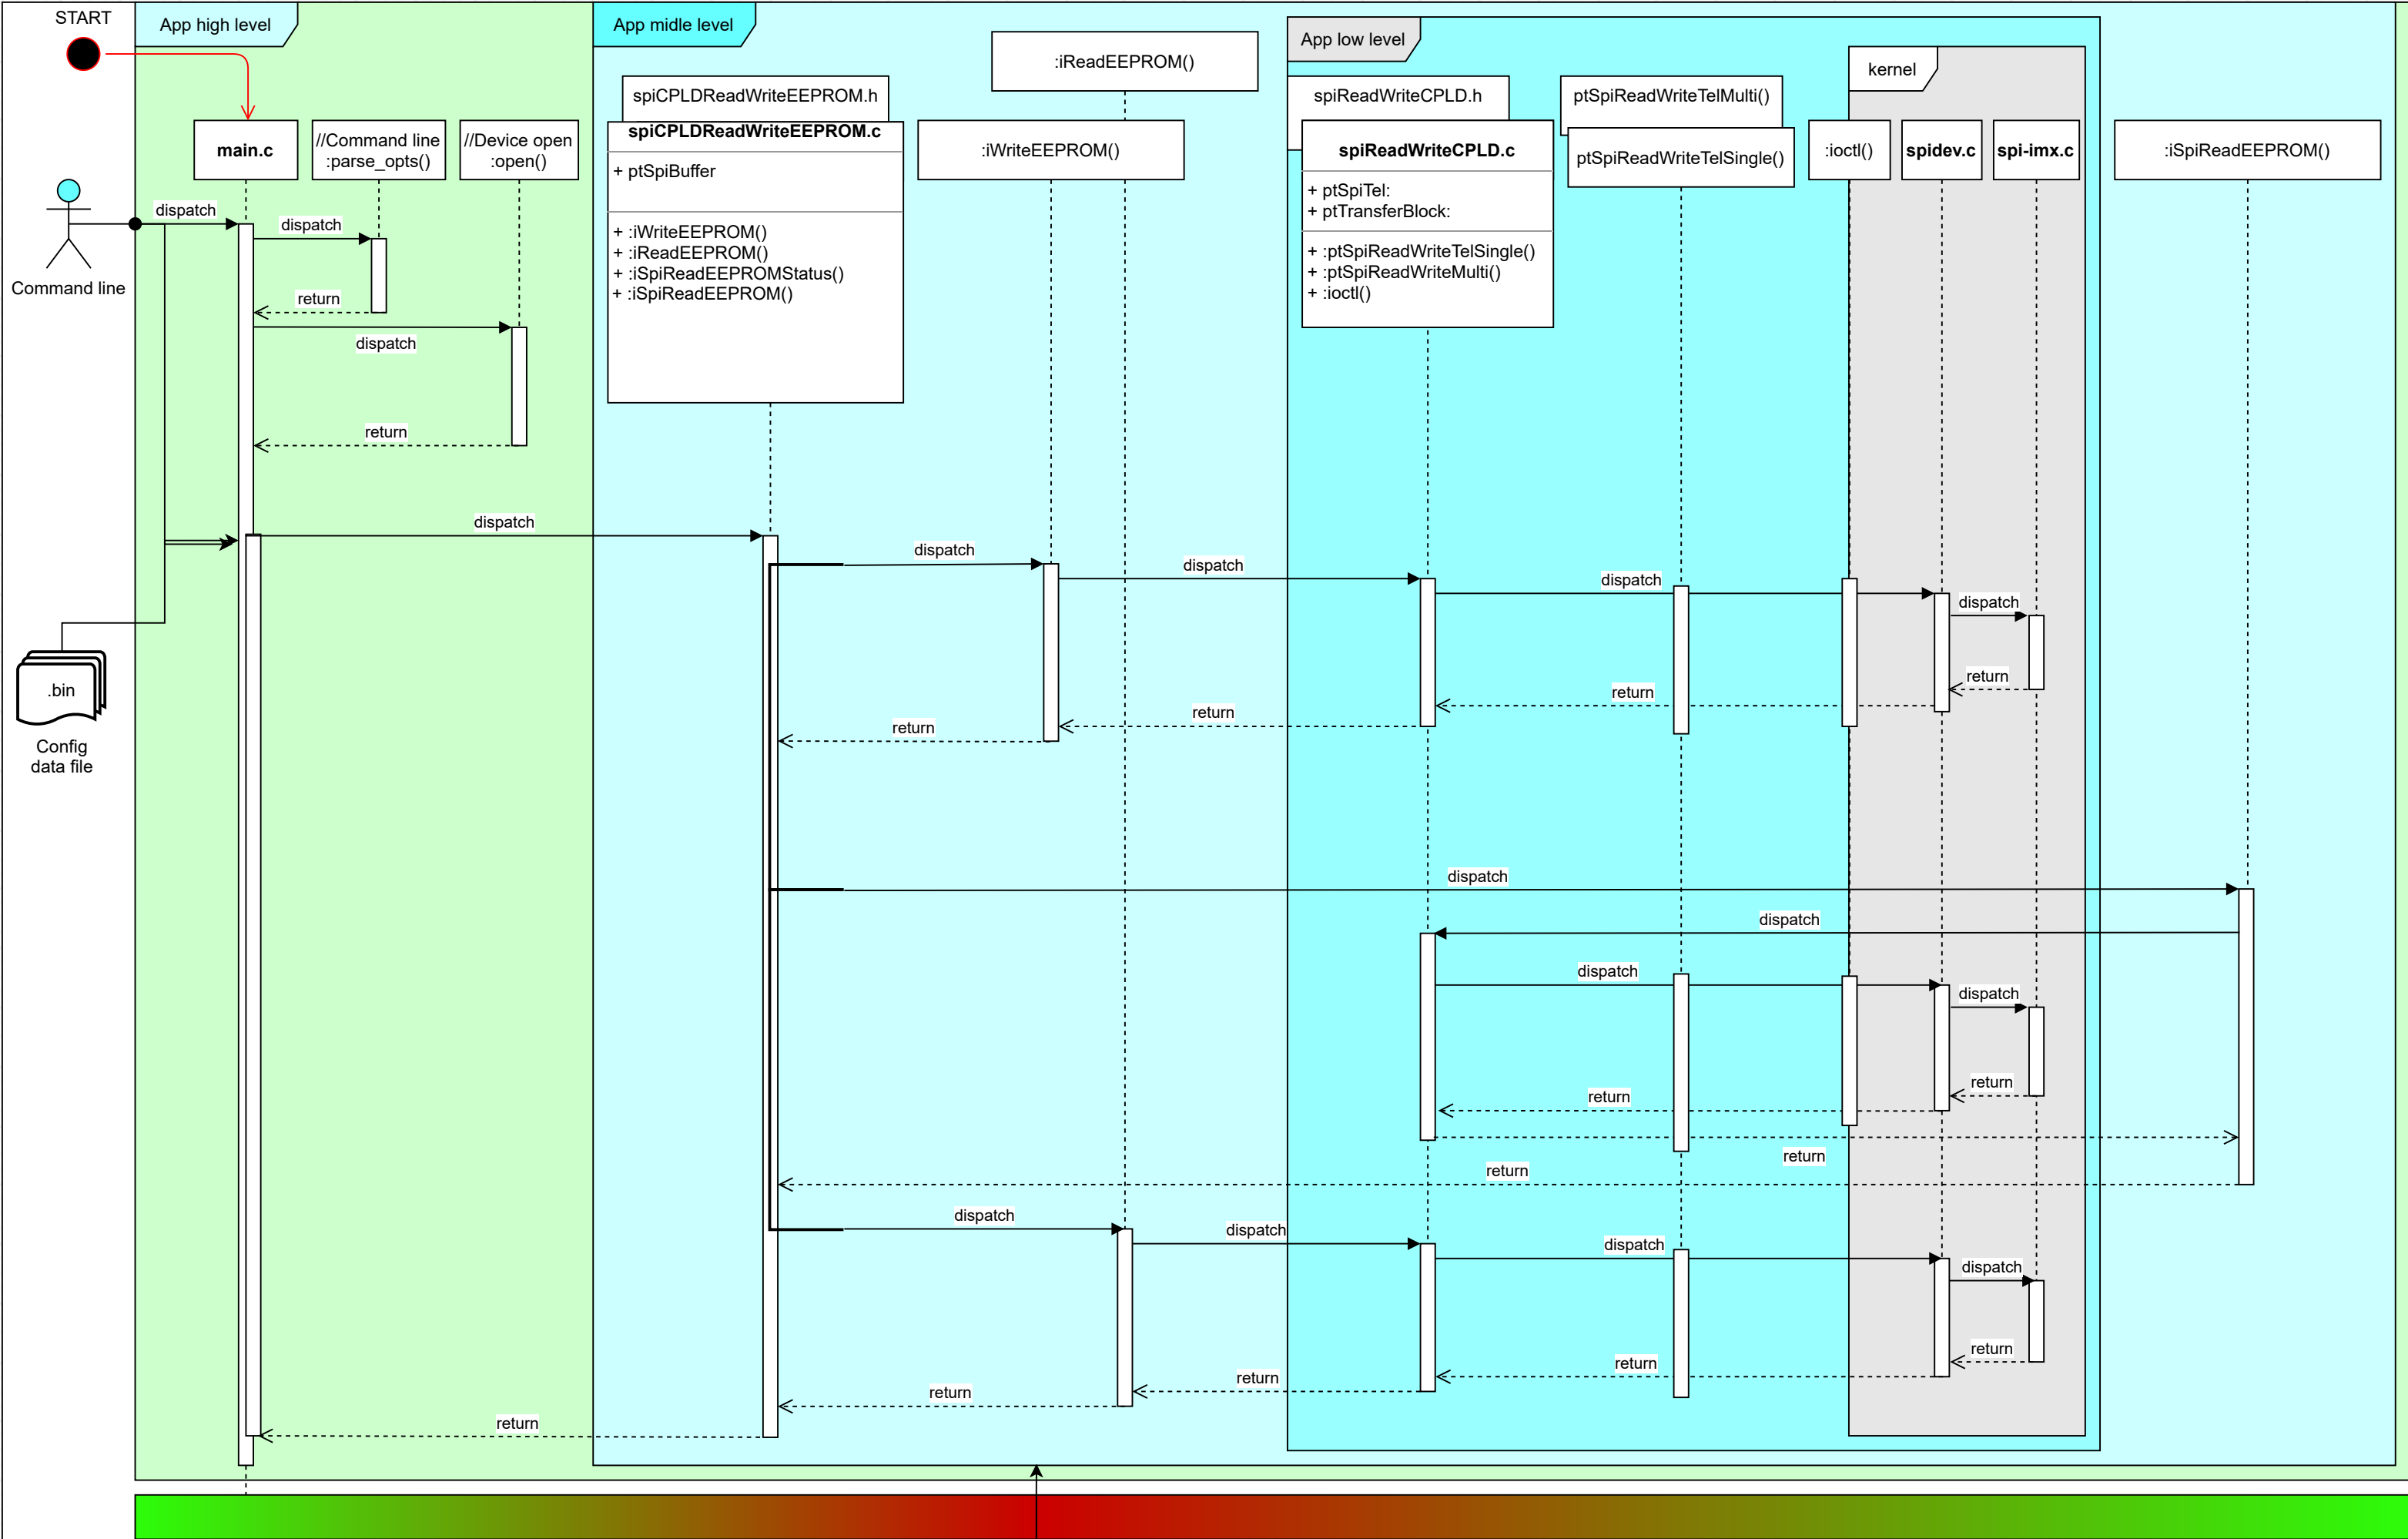 START
App high level
App midle level
App low level
kernel
:iReadEEPROM()
spiCPLDReadWriteEEPROM.h
spiReadWriteCPLD.h
ptSpiReadWriteTelMulti()
main.c
//Command line
:parse_opts()
//Device open
:open()
spiCPLDReadWriteEEPROM.c
+ ptSpiBuffer
+ :iWriteEEPROM()
+ :iReadEEPROM()
+ :iSpiReadEEPROMStatus()
+ :iSpiReadEEPROM()
:iWriteEEPROM()
spiReadWriteCPLD.c
+ ptSpiTel:
+ ptTransferBlock:
+ :ptSpiReadWriteTelSingle()
+ :ptSpiReadWriteMulti()
+ :ioctl()
ptSpiReadWriteTelSingle()
:ioctl()
spidev.c
spi-imx.c
:iSpiReadEEPROM()
Command line
dispatch
dispatch
return
dispatch
return
dispatch
dispatch
dispatch
dispatch
dispatch
return
return
return
return
.bin
Config
data file
dispatch
dispatch
dispatch
dispatch
return
return
return
return
dispatch
dispatch
dispatch
dispatch
return
return
return
return
return